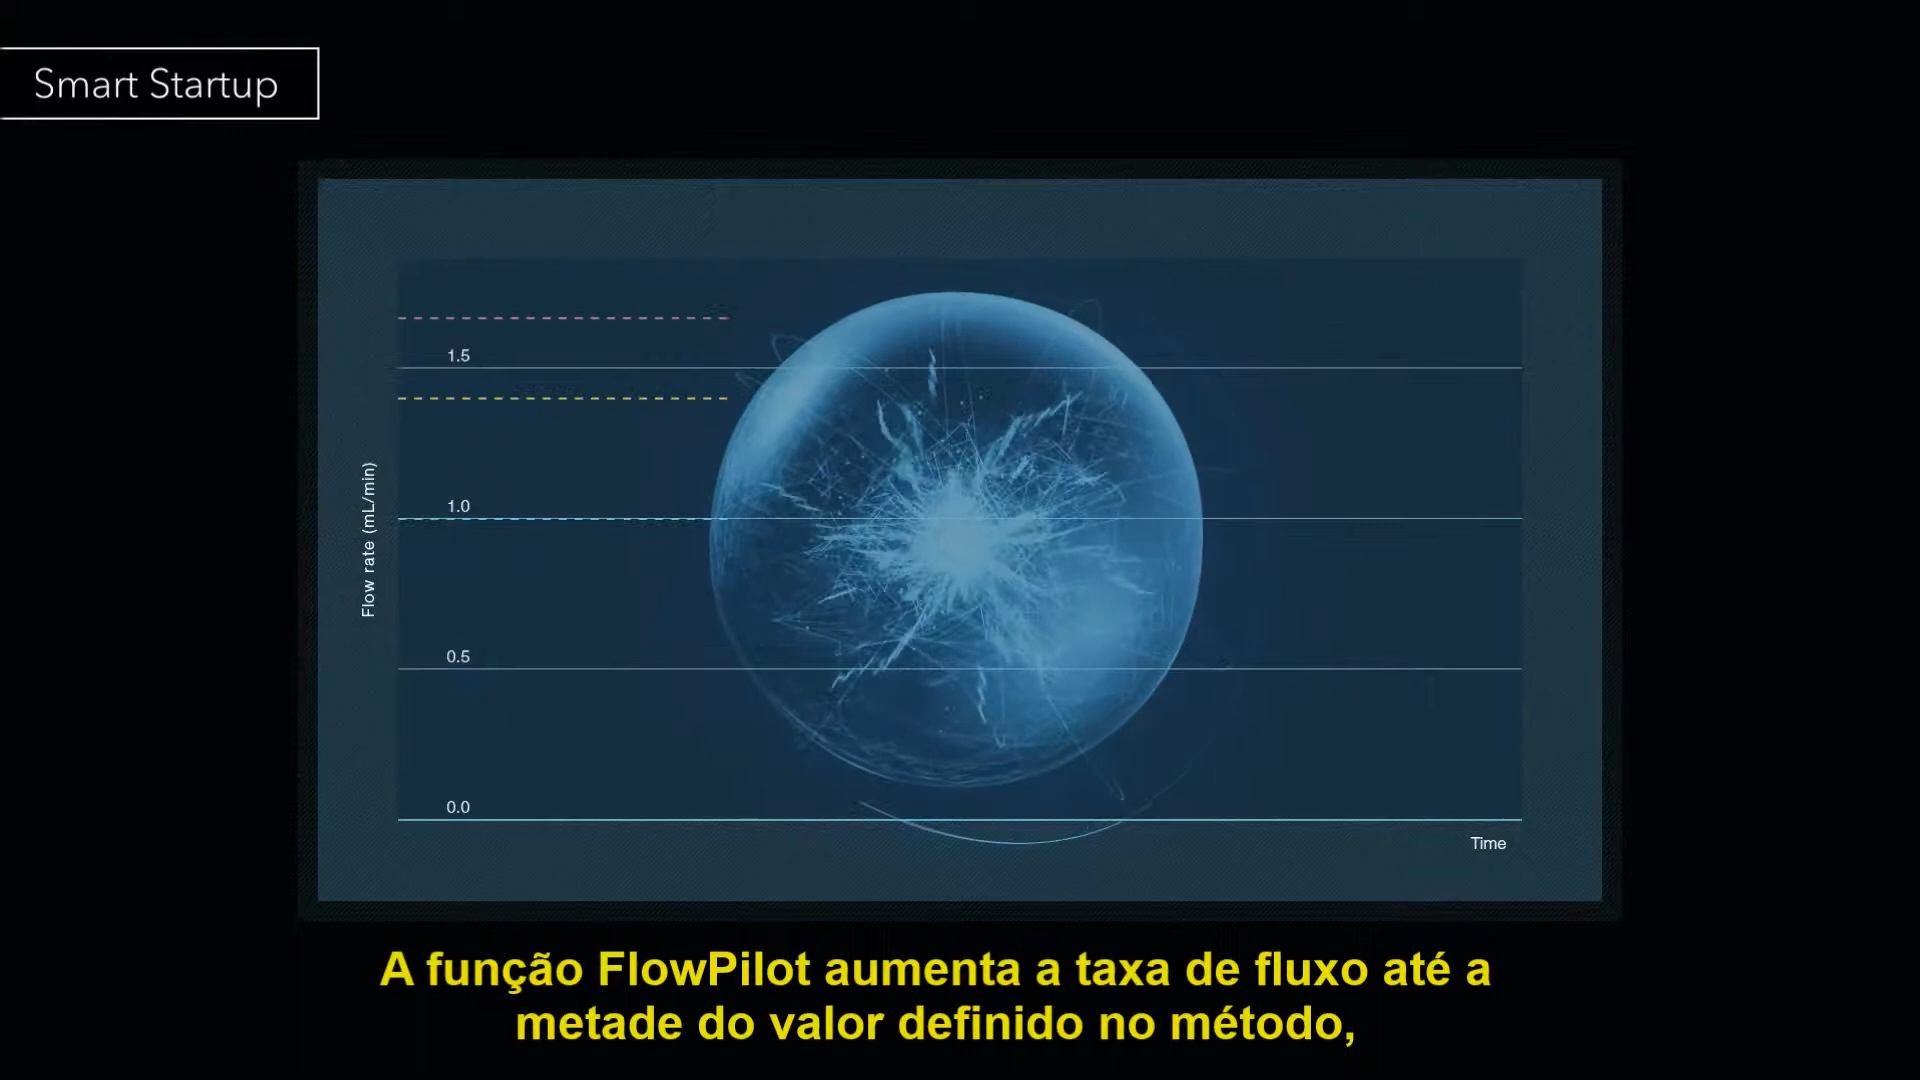 Smart Startup
1.5
1.0
0.5
0.0
Flow rate (mL/min)
Time
A função FlowPilot aumenta a taxa de fluxo até a
metade do valor definido no método,